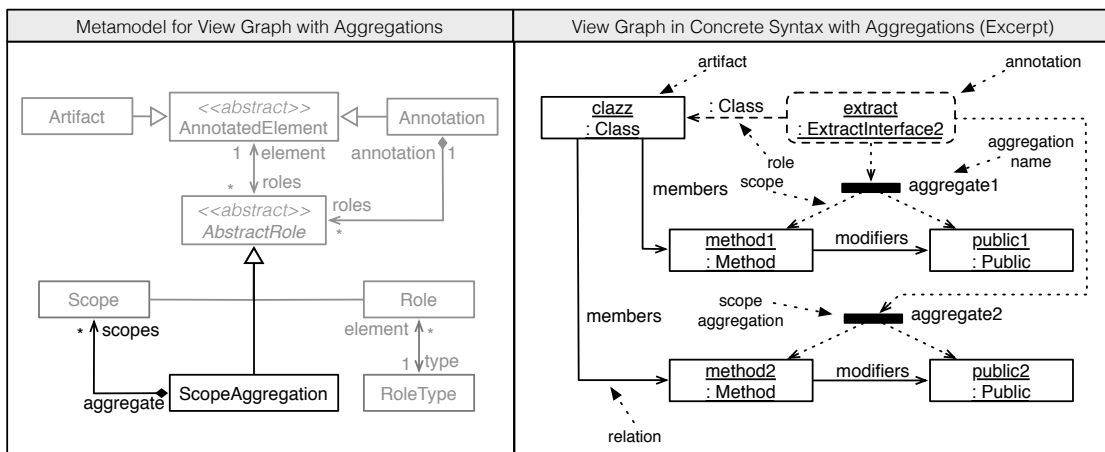 Metamodel for View Graph with Aggregations
Artifact
<<abstract>>
AnnotatedElement
Annotation
1
element
annotation
1
*
roles
<<abstract>>
AbstractRole
roles
*
Scope
Role
*
scopes
element
*
1
type
aggregate
ScopeAggregation
RoleType
View Graph in Concrete Syntax with Aggregations (Excerpt)
artifact
annotation
clazz
: Class
: Class
extract
: ExtractInterface2
role
scope
aggregation
name
members
aggregate1
method1
: Method
modifiers
public1
: Public
members
scope
aggregation
aggregate2
method2
: Method
modifiers
public2
: Public
relation